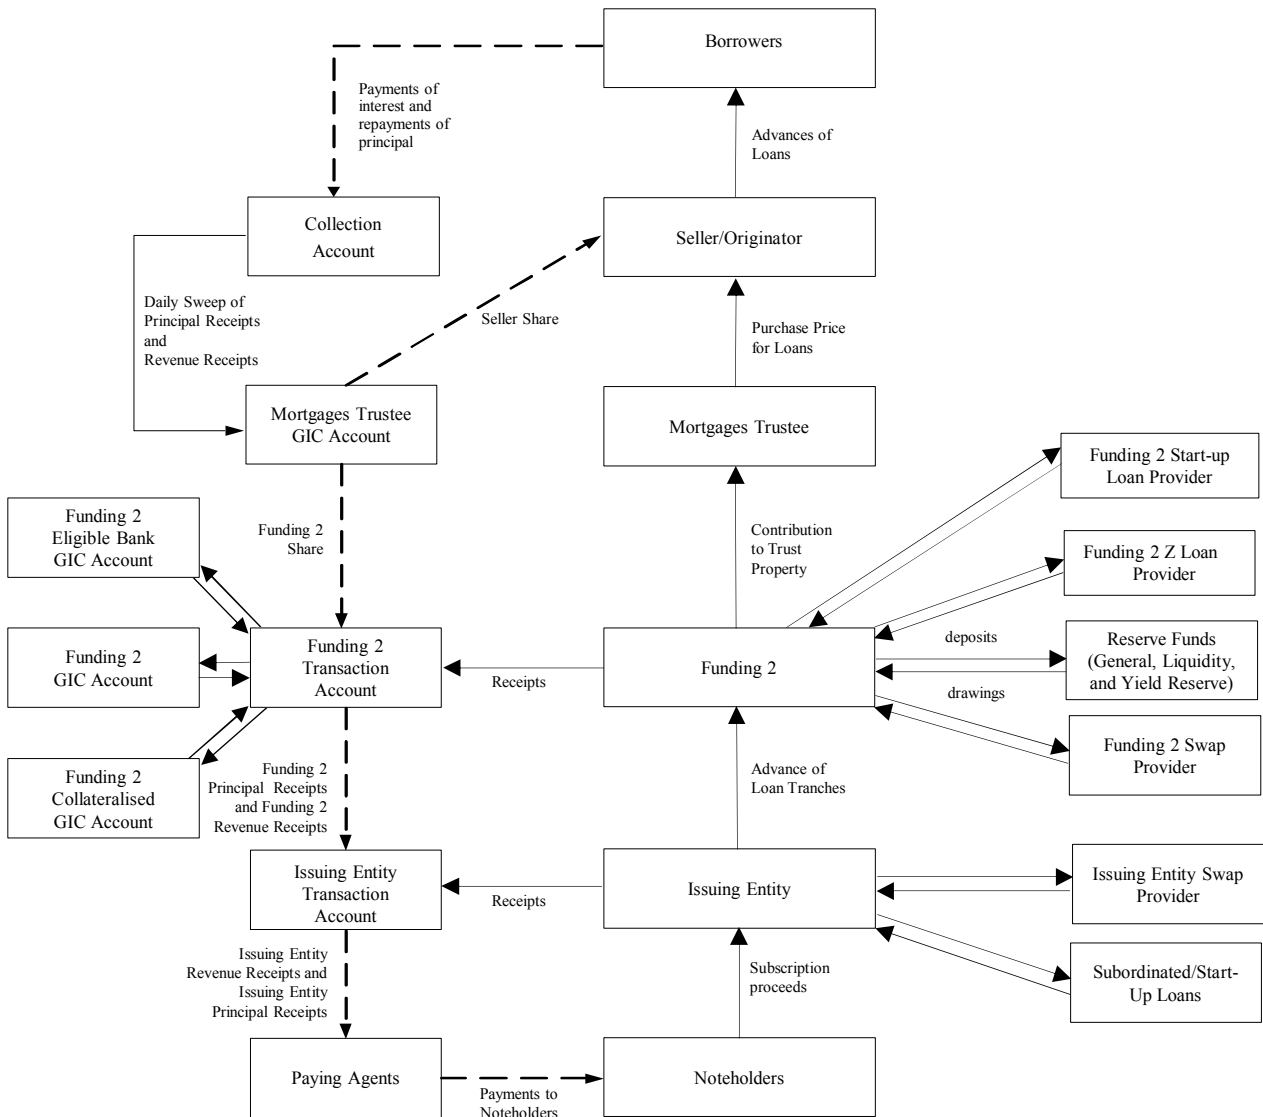 Borrowers
Payments of
interest and
repayments of
principal
Advances of
Loans
Collection
Account
Seller/Originator
Daily Sweep of
Principal Receipts
and
Revenue Receipts
Seller Share
Purchase Price
for Loans
Mortgages Trustee
GIC Account
Mortgages Trustee
Funding 2 Start-up
Loan Provider
Funding 2
Eligible Bank
GIC Account
Funding 2
Share
Contribution
to Trust
Property
Funding 2 Z Loan
Provider
Funding 2
GIC Account
Funding 2
Transaction
Account
Receipts
Funding 2
deposits
drawings
Reserve Funds
(General, Liquidity,
and Yield Reserve)
Funding 2 Swap
Provider
Funding 2
Collateralised
GIC Account
Funding 2
Principal Receipts
and Funding 2
Revenue Receipts
Advance of
Loan Tranches
Issuing Entity
Transaction
Account
Receipts
Issuing Entity
Issuing Entity Swap
Provider
Issuing Entity
Revenue Receipts and
Issuing Entity
Principal Receipts
Subscription
proceeds
Subordinated/Start-
Up Loans
Paying Agents
Payments to
Noteholders
Noteholders